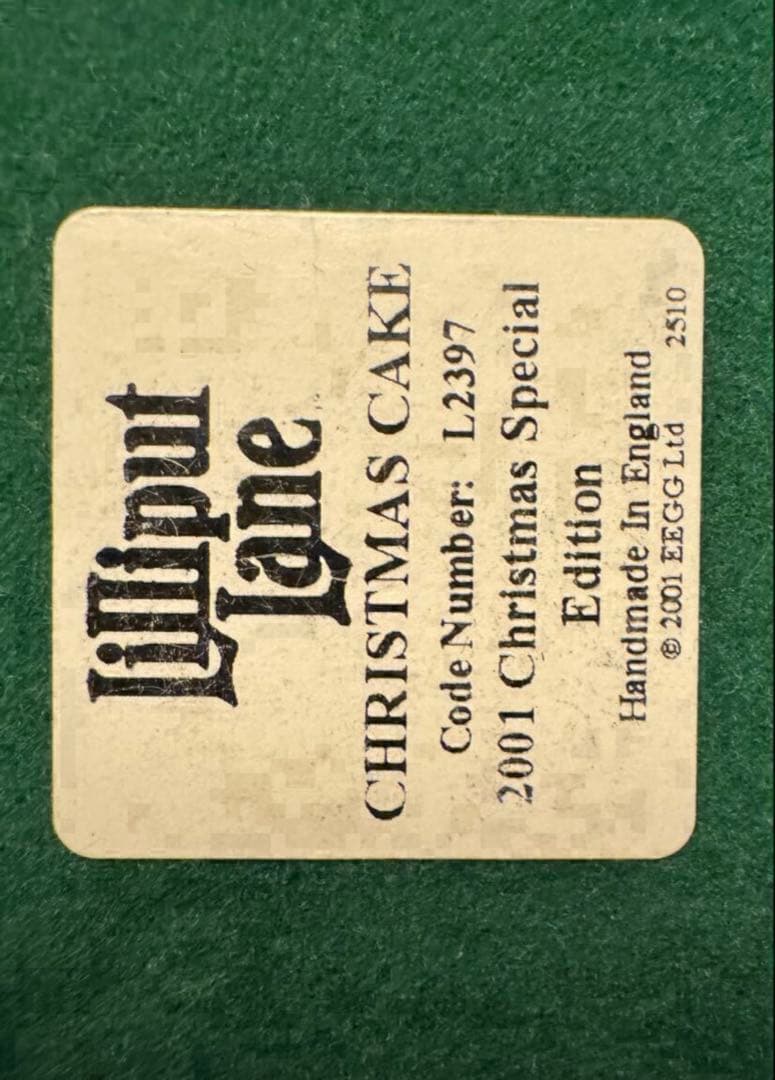 Lilliput
Lane
CHRISTMAS CAKE
Code Number: L2397
2001 Christmas Special
Edition
Handmade In England
© 2001 EEGG Ltd 2510